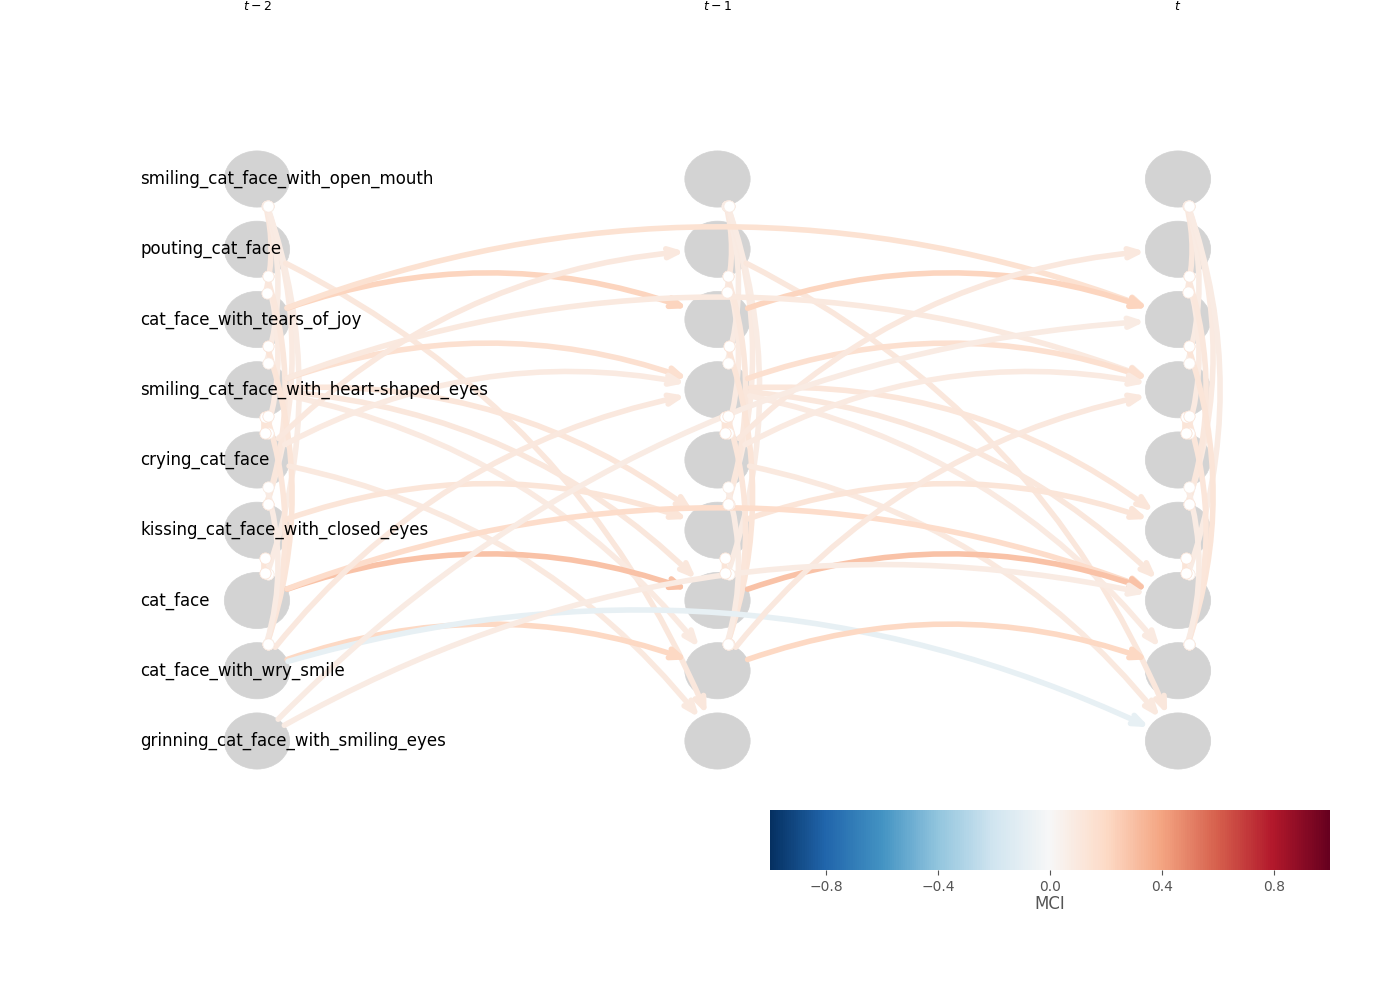 t − 2 t − 1 t
smiling_cat_face_with_open_mouth
pouting_cat_face
cat_face_with_tears_of_joy
smiling_cat_face_with_heart-shaped_eyes
crying_cat_face
kissing_cat_face_with_closed_eyes
cat_face
cat_face_with_wry_smile
grinning_cat_face_with_smiling_eyes
−0.8 −0.4 0.0 0.4 0.8
MCI